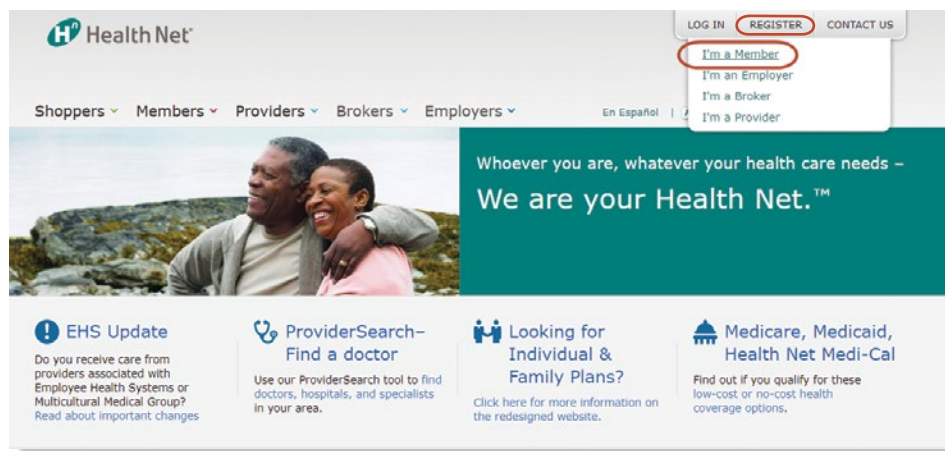 Health Net
LOG IN REGISTER CONTACT US
I'm a Member
I'm an Employer
I'm a Broker
I'm a Provider
Shoppers Members Providers Brokers Employers
En Español |
Whoever you are, whatever your health care needs –
We are your Health Net.™
EHS Update
Do you receive care from
providers associated with
Employee Health Systems or
Multicultural Medical Group?
Read about important changes
ProviderSearch–
Find a doctor
Use our ProviderSearch tool to find
doctors, hospitals, and specialists
in your area.
Looking for
Individual &
Family Plans?
Click here for more information on
the redesigned website.
Medicare, Medicaid,
Health Net Medi-Cal
Find out if you qualify for these
low-cost or no-cost health
coverage options.